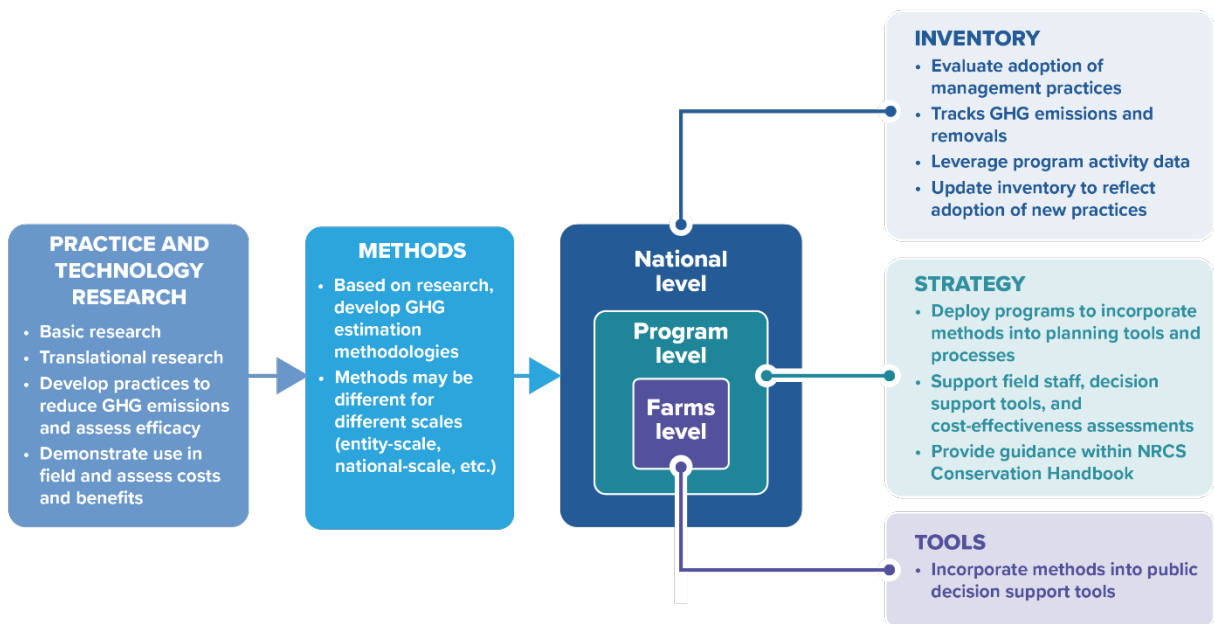 PRACTICE AND
TECHNOLOGY
RESEARCH
• Basic research
• Translational research
• Develop practices to
reduce GHG emissions
and assess efficacy
• Demonstrate use in
field and assess costs
and benefits
METHODS
• Based on research,
develop GHG
estimation
methodologies
• Methods may be
different for
different scales
(entity-scale,
national-scale, etc.)
National
level
Program
level
Farms
level
INVENTORY
• Evaluate adoption of
management practices
• Tracks GHG emissions and
removals
• Leverage program activity data
• Update inventory to reflect
adoption of new practices
STRATEGY
• Deploy programs to incorporate
methods into planning tools and
processes
• Support field staff, decision
support tools, and
cost-effectiveness assessments
• Provide guidance within NRCS
Conservation Handbook
TOOLS
• Incorporate methods into public
decision support tools